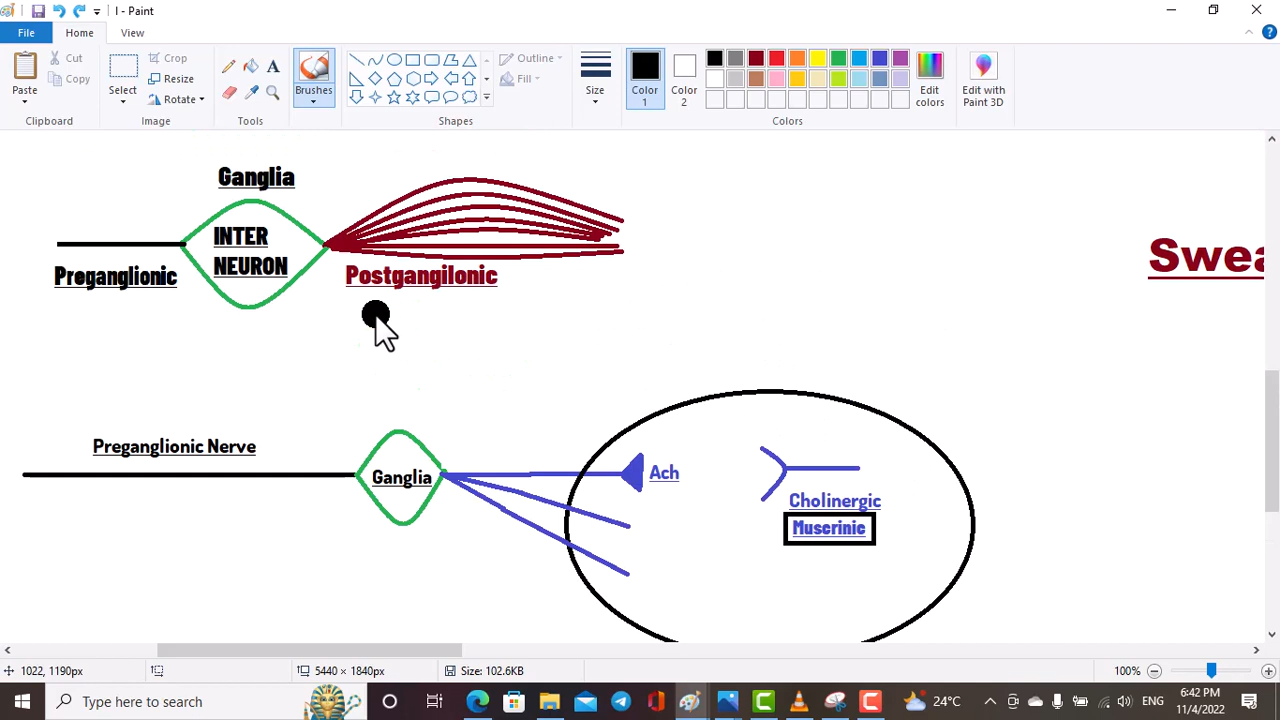 I - Paint
File
Home
View
Paste
Cut
Copy
Clipboard
Select
Crop
Resize
Rotate
Image
A
Tools
Brushes
Outline
Fill
Shapes
Size
Color
1
Color
2
Edit
colors
Edit with
Paint 3D
Colors
Ganglia
INTER
NEURON
Preganglionic
Postgangilonic
Swea
Preganglionic Nerve
Ganglia
Ach
Cholinergic
Muscrinic
1022, 1190px
5440 × 1840px
Size: 102.6KB
100%
Type here to search
24°C
ENG
6:42 PM
11/4/2022